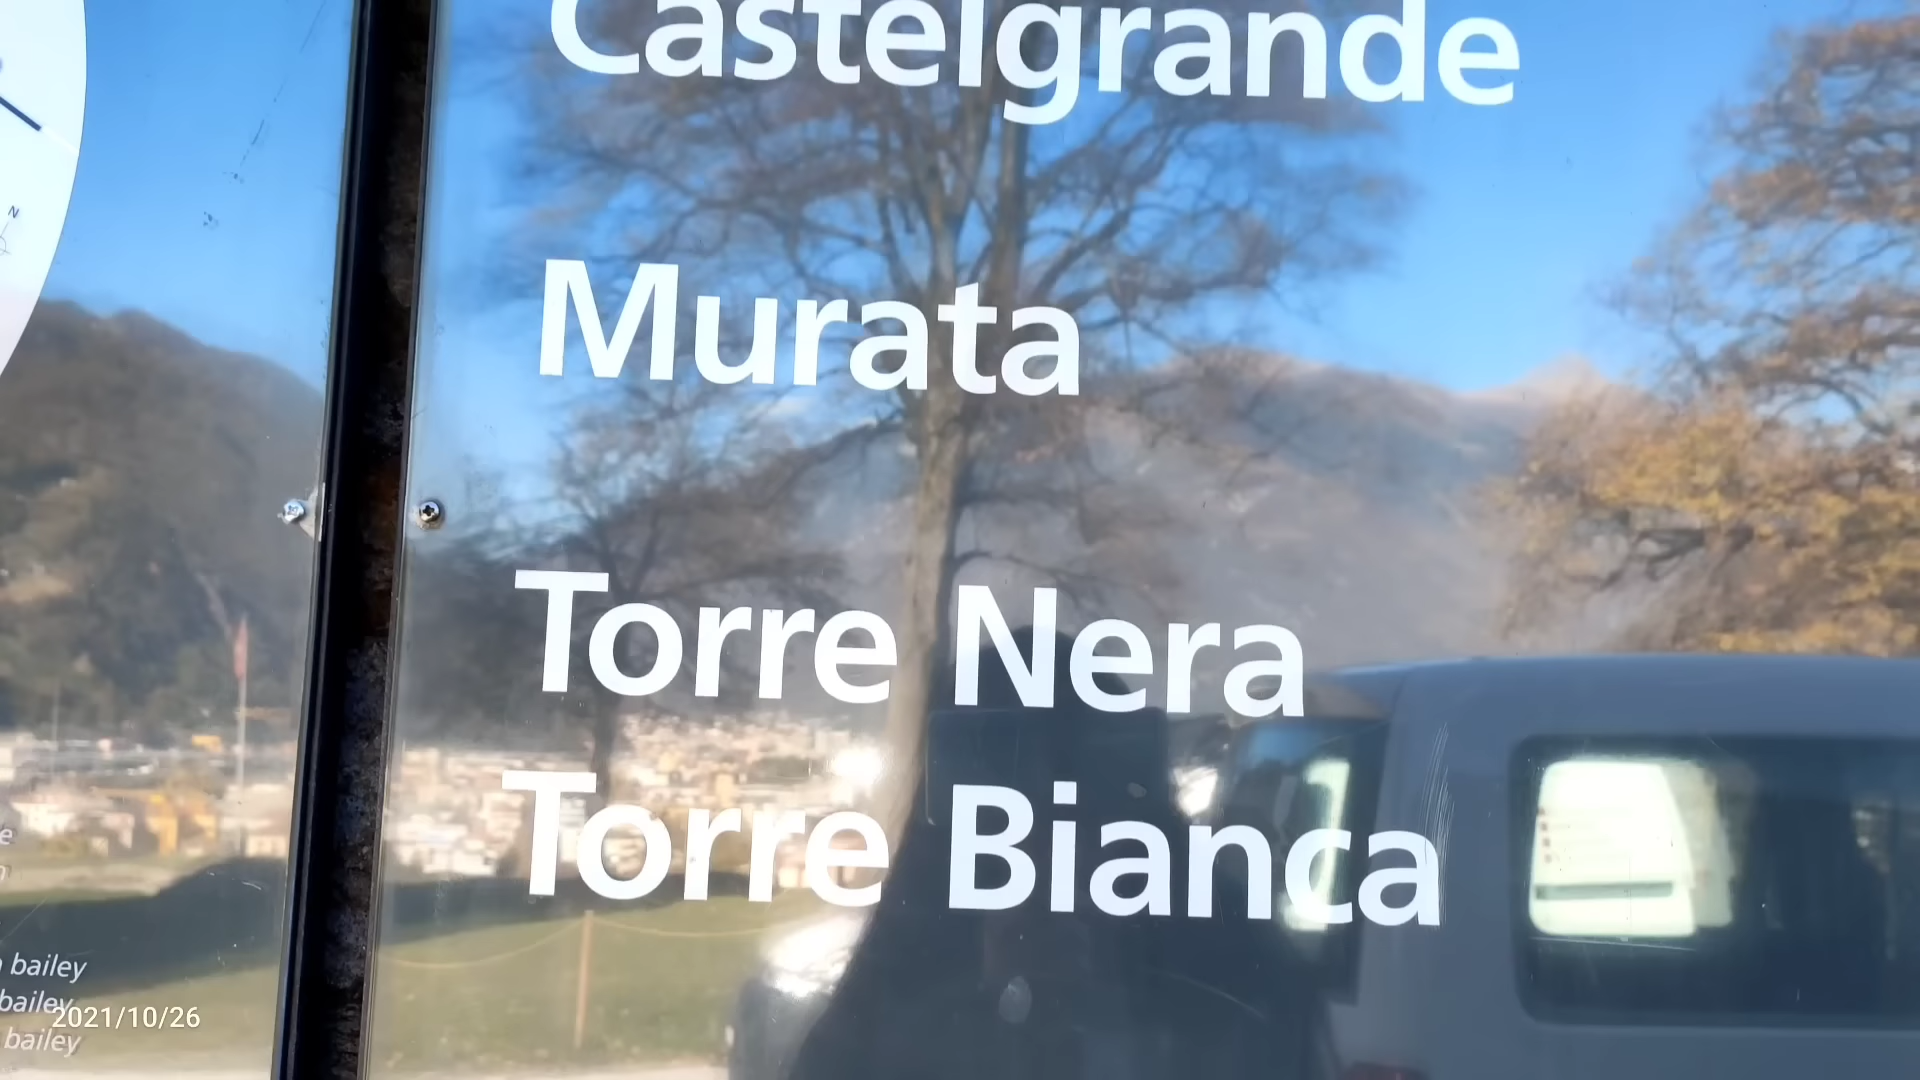 Castelgrande
Murata
Torre Nera
Torre Bianca
N
bailey
bailey
bailey
2021/10/26